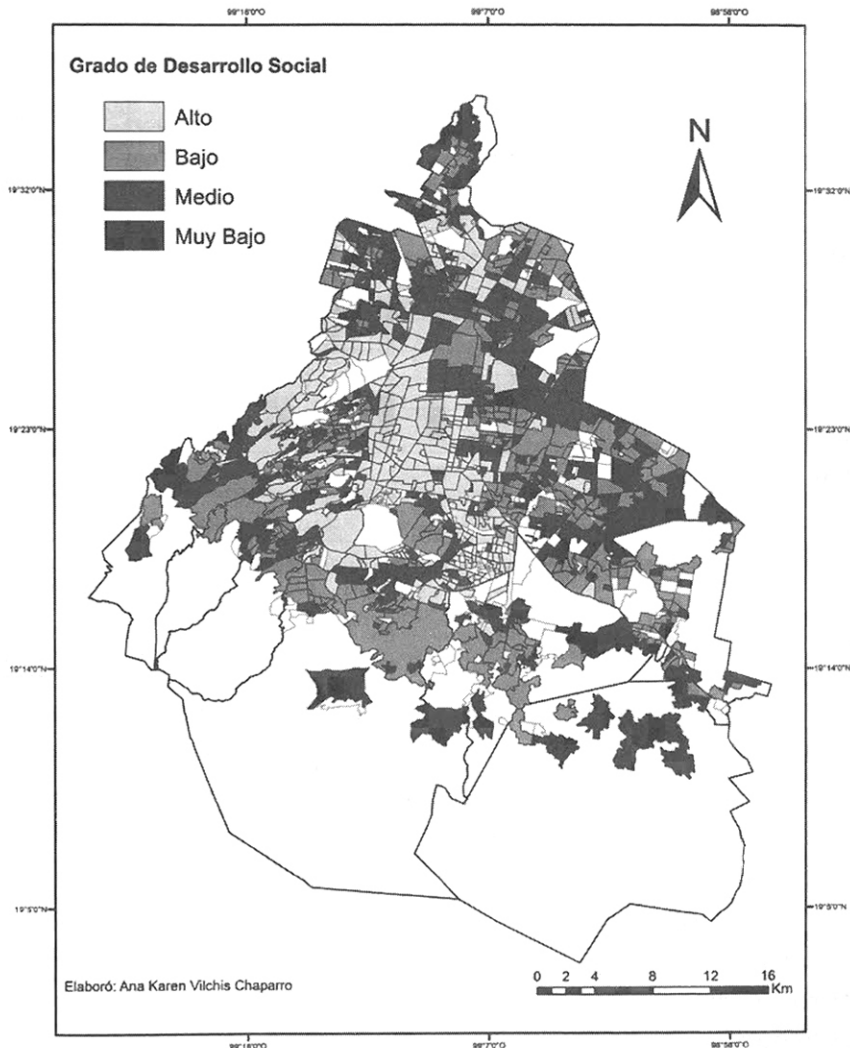 99°16'0"O 99°7'0"O 98°58'0"O
Grado de Desarrollo Social
Alto
Bajo
Medio
Muy Bajo
N
19°32'0"N 19°32'0"N
19°23'0"N 19°23'0"N
19°14'0"N 19°14'0"N
19°5'0"N 19°5'0"N
Elaboró: Ana Karen Vilchis Chaparro
0 2 4 8 12 16
Km
99°16'0"O 99°7'0"O 98°58'0"O